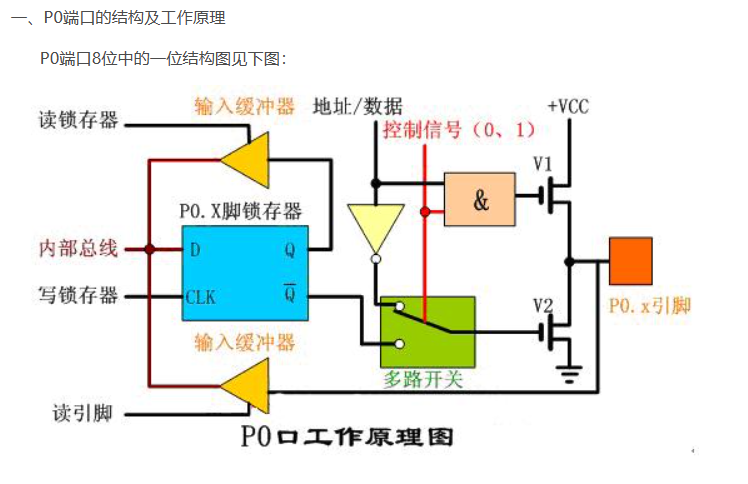 一、P0端口的结构及工作原理
P0端口8位中的一位结构图见下图：
输入缓冲器
地址/数据
+VCC
读锁存器
控制信号（0、1）
V1
&
P0.X脚锁存器
内部总线
D
Q
写锁存器
CLK
Q̅
V2
P0.x引脚
输入缓冲器
多路开关
读引脚
P0口工作原理图